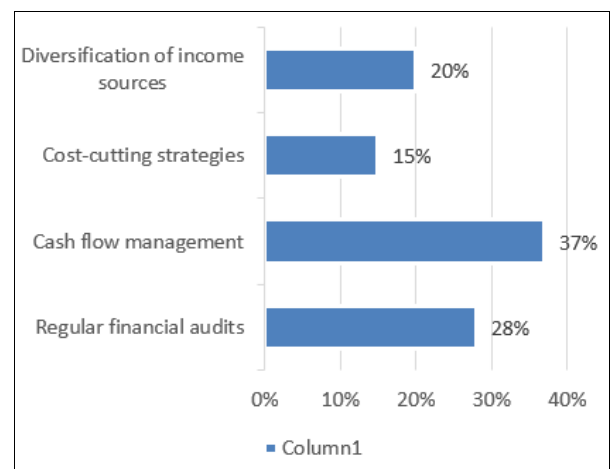 Diversification of income
sources
20%
Cost-cutting strategies
15%
Cash flow management
37%
Regular financial audits
28%
0%
10%
20%
30%
40%
Column1